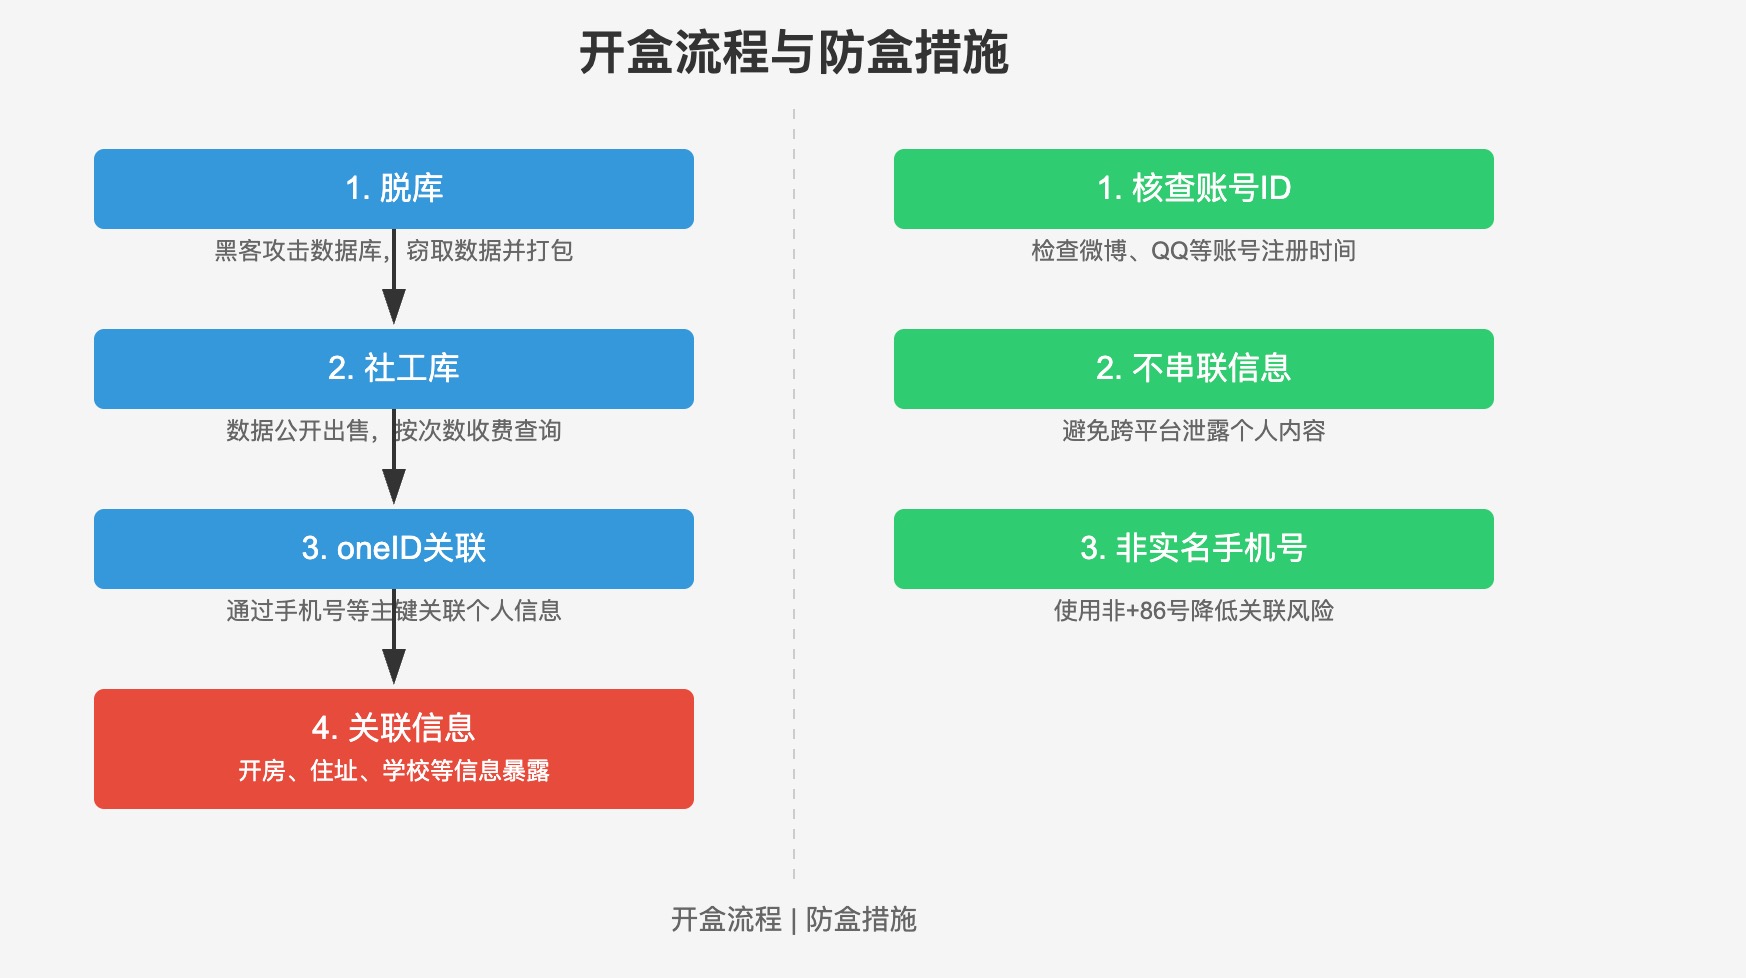 开盒流程与防盒措施
1. 脱库
黑客攻击数据库，窃取数据并打包
2. 社工库
数据公开出售，按次数收费查询
3. oneID关联
通过手机号等主键关联个人信息
4. 关联信息
开房、住址、学校等信息暴露
1. 核查账号ID
检查微博、QQ等账号注册时间
2. 不串联信息
避免跨平台泄露个人内容
3. 非实名手机号
使用非+86号降低关联风险
开盒流程 | 防盒措施